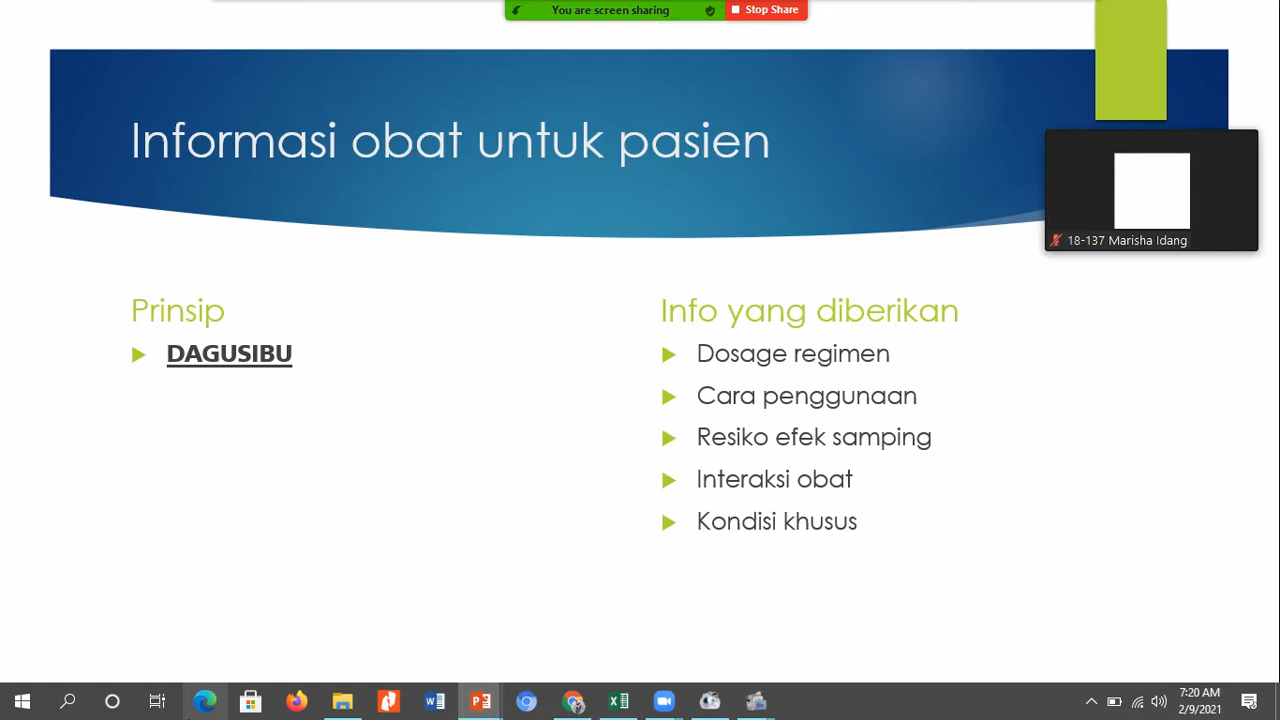 You are screen sharing
Stop Share
Informasi obat untuk pasien
18-137 Marisha Idang
Prinsip
DAGUSIBU
Info yang diberikan
Dosage regimen
Cara penggunaan
Resiko efek samping
Interaksi obat
Kondisi khusus
7:20 AM
2/9/2021